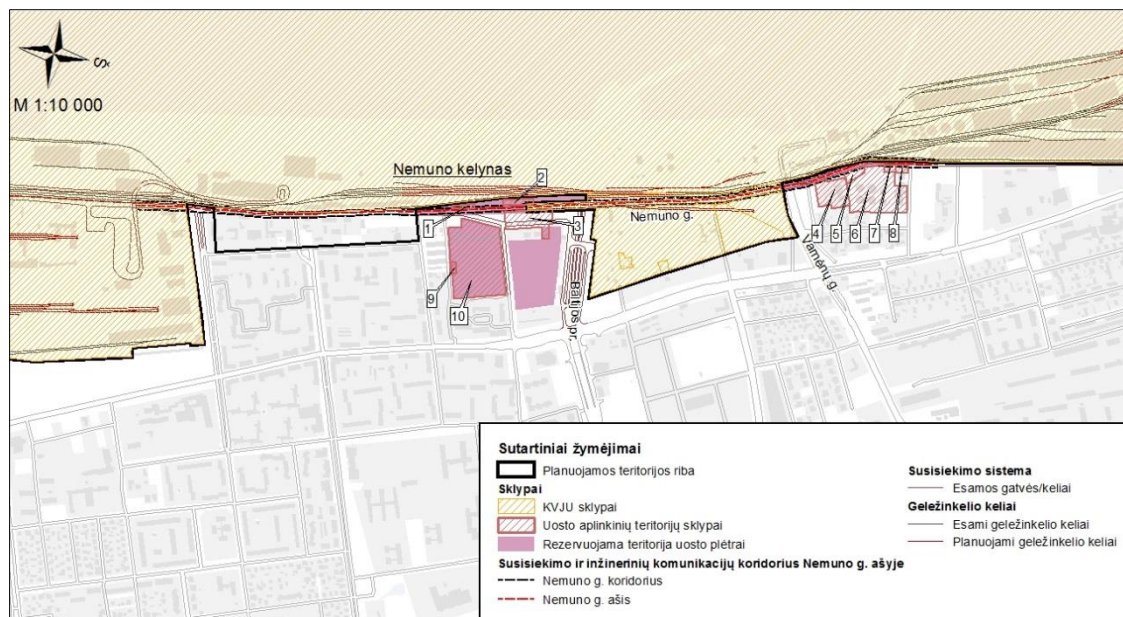 Š
M 1:10 000
Nemuno kelynas
2
Nemuno g.
1
3
4
5
6
7
8
9
10
Baltijos pr.
Varnėnų g.
Sutartiniai žymėjimai
Planuojamos teritorijos riba
Sklypai
KVJU sklypai
Uosto aplinkinių teritorijų sklypai
Rezervuojama teritorija uosto plėtrai
Susisiekimo ir inžinerinių komunikacijų koridorius Nemuno g. ašyje
Nemuno g. koridorius
Nemuno g. ašis
Susisiekimo sistema
Esamos gatvės/keliai
Geležinkelio keliai
Esami geležinkelio keliai
Planuojami geležinkelio keliai